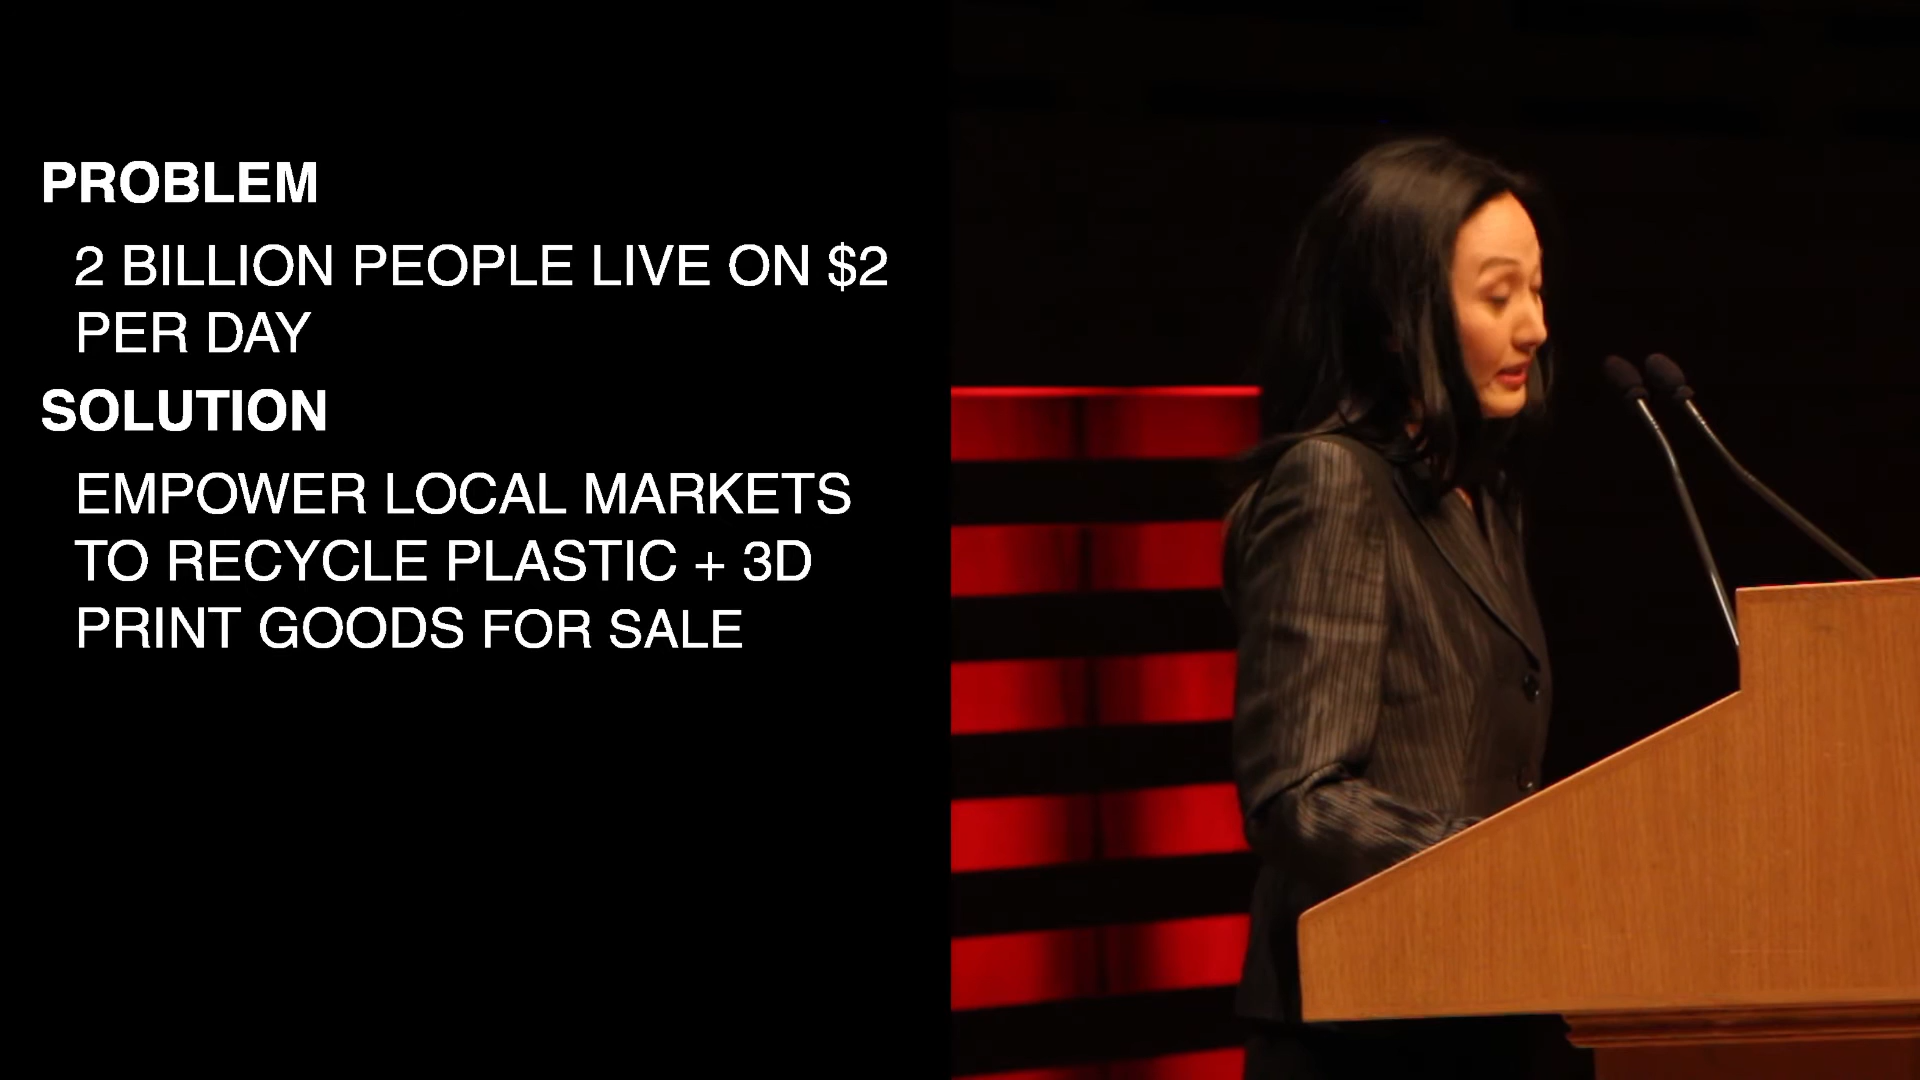 PROBLEM
2 BILLION PEOPLE LIVE ON $2
PER DAY
SOLUTION
EMPOWER LOCAL MARKETS
TO RECYCLE PLASTIC + 3D
PRINT GOODS FOR SALE